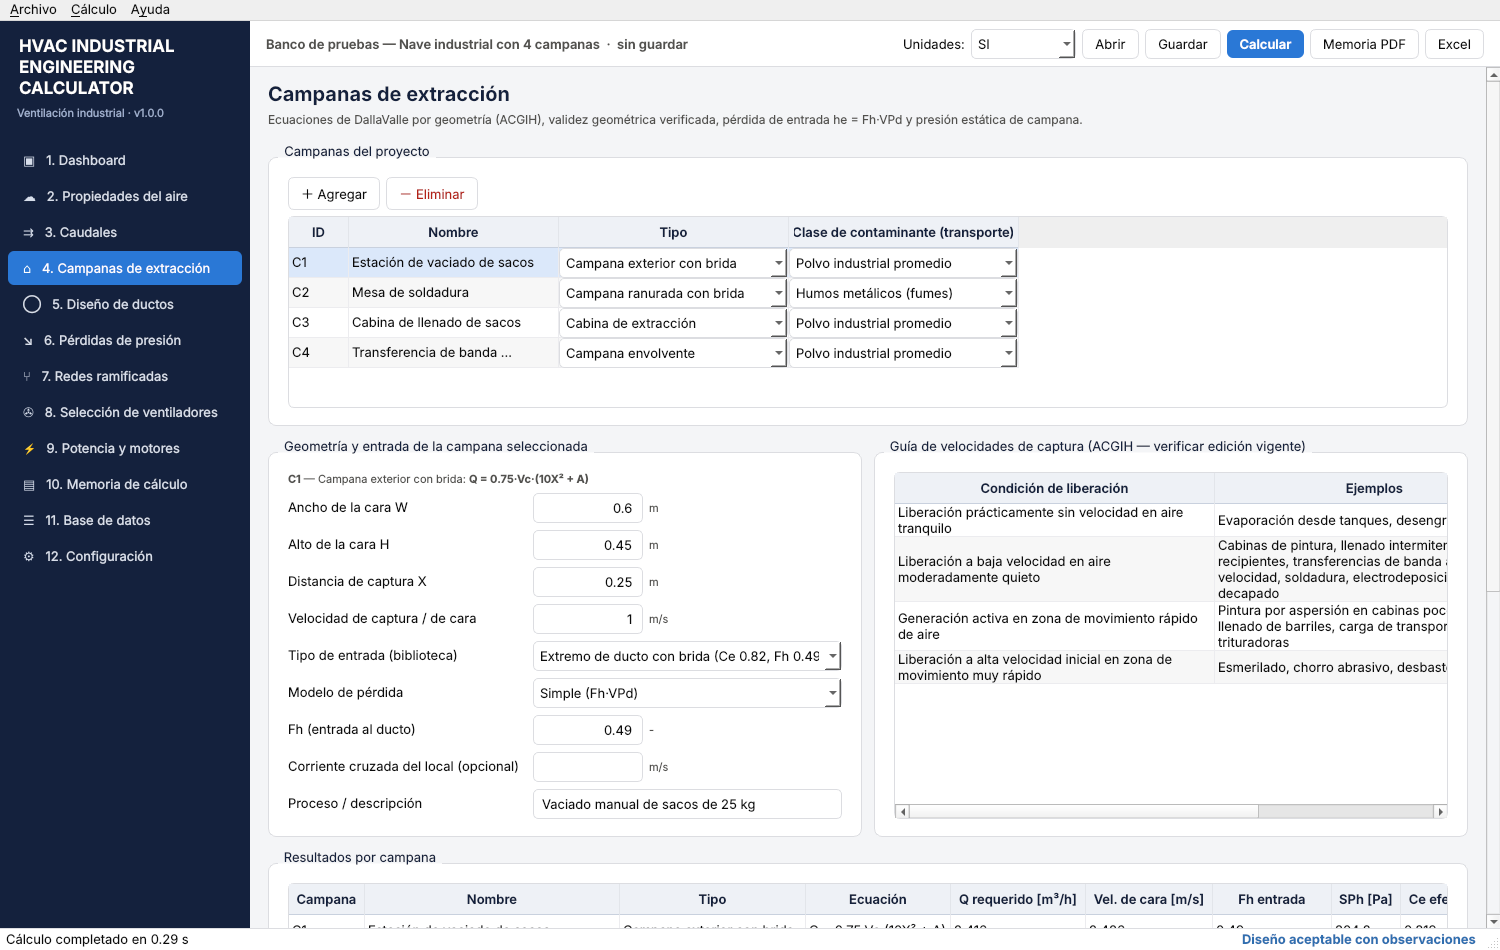 Archivo Cálculo Ayuda
HVAC INDUSTRIAL
ENGINEERING
CALCULATOR
Ventilación industrial · v1.0.0
1. Dashboard
2. Propiedades del aire
3. Caudales
4. Campanas de extracción
5. Diseño de ductos
6. Pérdidas de presión
7. Redes ramificadas
8. Selección de ventiladores
9. Potencia y motores
10. Memoria de cálculo
11. Base de datos
12. Configuración
Banco de pruebas — Nave industrial con 4 campanas · sin guardar
Unidades: SI Abrir Guardar Calcular Memoria PDF Excel
Campanas de extracción
Ecuaciones de DallaValle por geometría (ACGIH), validez geométrica verificada, pérdida de entrada he = Fh·VPd y presión estática de campana.
Campanas del proyecto
+ Agregar — Eliminar
ID Nombre Tipo Clase de contaminante (transporte)
C1 Estación de vaciado de sacos Campana exterior con brida Polvo industrial promedio
C2 Mesa de soldadura Campana ranurada con brida Humos metálicos (fumes)
C3 Cabina de llenado de sacos Cabina de extracción Polvo industrial promedio
C4 Transferencia de banda ... Campana envolvente Polvo industrial promedio
Geometría y entrada de la campana seleccionada
C1 — Campana exterior con brida: Q = 0.75·Vc·(10X² + A)
Ancho de la cara W 0.6 m
Alto de la cara H 0.45 m
Distancia de captura X 0.25 m
Velocidad de captura / de cara 1 m/s
Tipo de entrada (biblioteca) Extremo de ducto con brida (Ce 0.82, Fh 0.49
Modelo de pérdida Simple (Fh·VPd)
Fh (entrada al ducto) 0.49 -
Corriente cruzada del local (opcional) m/s
Proceso / descripción Vaciado manual de sacos de 25 kg
Guía de velocidades de captura (ACGIH — verificar edición vigente)
Condición de liberación Ejemplos
Liberación prácticamente sin velocidad en aire
tranquilo
Evaporación desde tanques, desengr
Liberación a baja velocidad en aire
moderadamente quieto
Cabinas de pintura, llenado intermiten
recipientes, transferencias de banda
velocidad, soldadura, electrodeposici
decapado
Generación activa en zona de movimiento rápido
de aire
Pintura por aspersión en cabinas poc
llenado de barriles, carga de transpor
trituradoras
Liberación a alta velocidad inicial en zona de
movimiento muy rápido
Esmerilado, chorro abrasivo, desbast
Resultados por campana
Campana Nombre Tipo Ecuación Q requerido [m³/h] Vel. de cara [m/s] Fh entrada SPh [Pa] Ce efe
Cálculo completado en 0.29 s
Diseño aceptable con observaciones